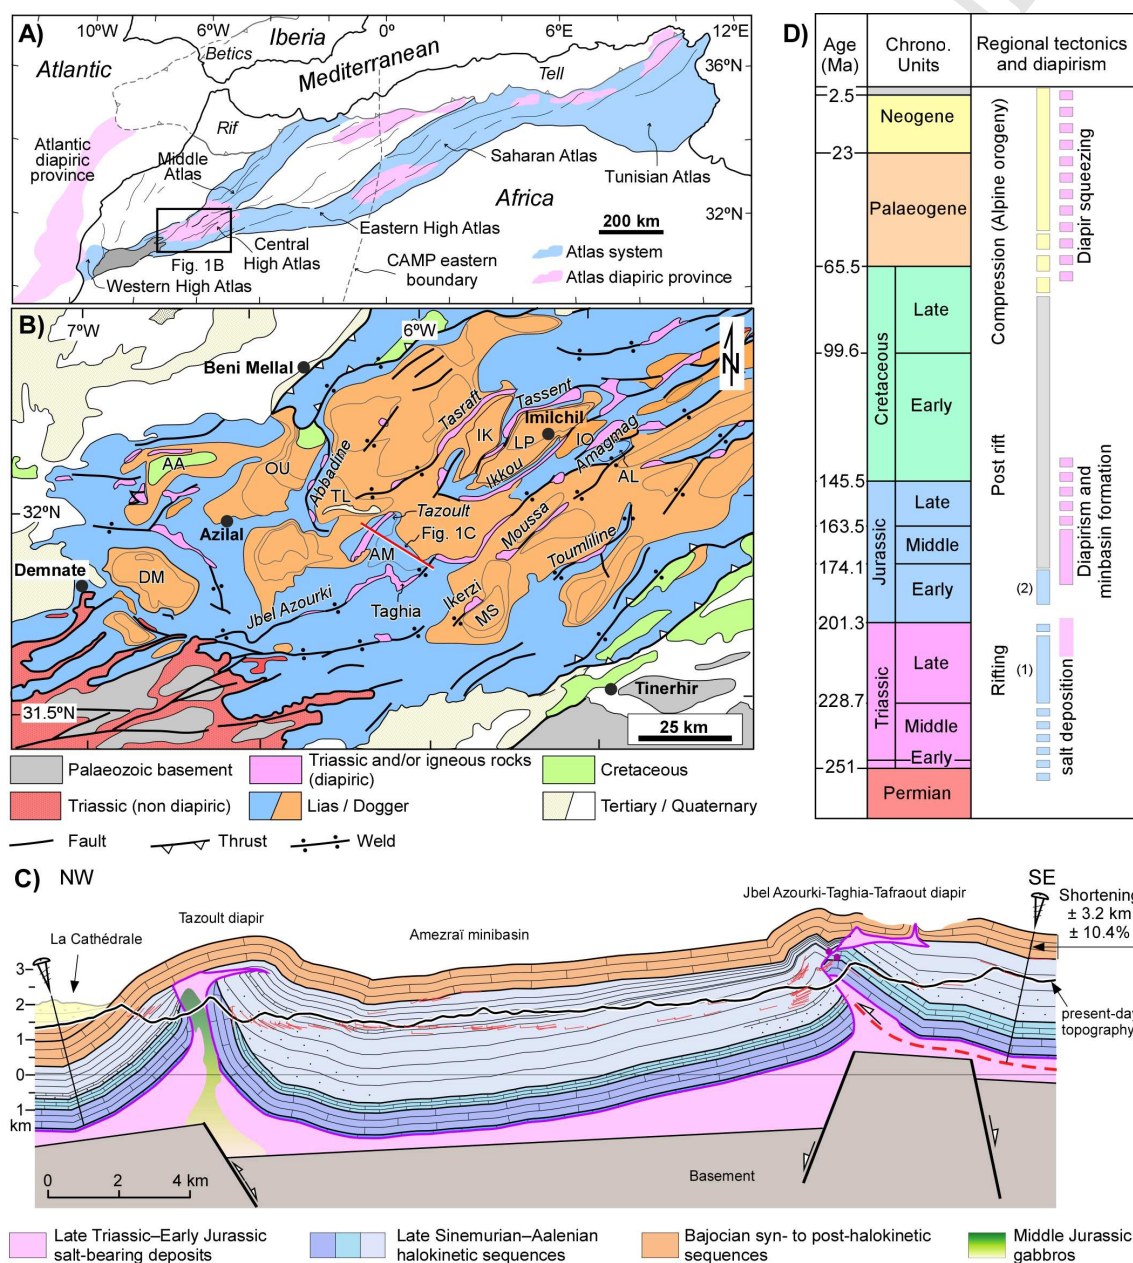 A)
10ºW
6ºW
0º
6ºE
12ºE
Iberia
Betics
Atlantic
Mediterranean
36ºN
Tell
Rif
Atlantic
diapiric
province
Middle
Atlas
Saharan Atlas
Tunisian Atlas
Africa
32ºN
200 km
Eastern High Atlas
Central
High Atlas
Fig. 1B
Western High Atlas
CAMP eastern
boundary
Atlas system
Atlas diapiric province
B)
7ºW
6ºW
N
Beni Mellal
Tasraft
Tassent
Imilchil
IK
LP
IO
Ikkou
Amagmag
AL
AA
OU
Abbadine
TL
32ºN
Azilal
Tazoult
Fig. 1C
AM
Moussa
Toumliline
Demnate
DM
Jbel Azourki
Taghia
Ikerzi
MS
Tinerhir
31.5ºN
25 km
Palaeozoic basement
Triassic and/or igneous rocks
(diapiric)
Cretaceous
Triassic (non diapiric)
Lias / Dogger
Tertiary / Quaternary
Fault
Thrust
Weld
D)
Age
(Ma)
Chrono.
Units
Regional tectonics
and diapirism
2.5
Neogene
23
Palaeogene
65.5
Cretaceous
Late
99.6
Early
145.5
Jurassic
Late
163.5
Middle
174.1
Early
201.3
Triassic
Late
228.7
Middle
Early
251
Permian
Compression (Alpine orogeny)
Diapir squeezing
Post rift
Diapirism and
minibasin formation
(2)
Rifting
(1)
salt deposition
C)
NW
SE
Jbel Azourki-Taghia-Tafraout diapir
Shortening
± 3.2 km
± 10.4%
Tazoult diapir
La Cathédrale
Amezraï minibasin
3
2
1
0
1
km
present-day
topography
Basement
0 2 4 km
Late Triassic–Early Jurassic
salt-bearing deposits
Late Sinemurian–Aalenian
halokinetic sequences
Bajocian syn- to post-halokinetic
sequences
Middle Jurassic
gabbros